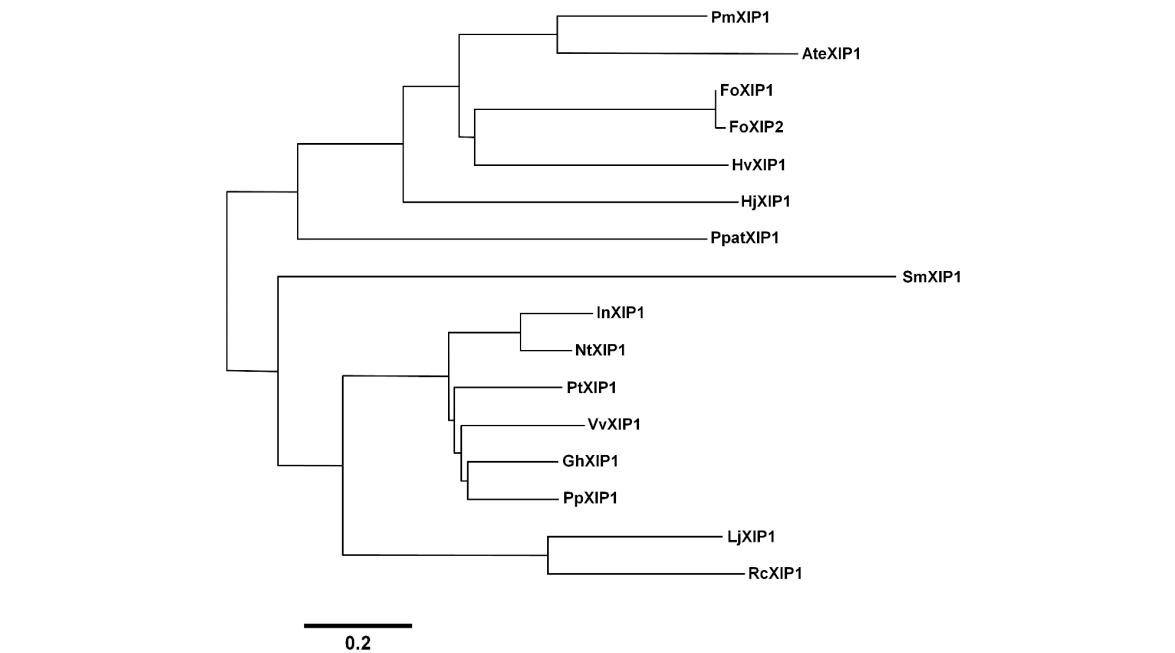 PmXIP1
AteXIP1
FoXIP1
FoXIP2
HvXIP1
HjXIP1
PpatXIP1
SmXIP1
InXIP1
NtXIP1
PtXIP1
VvXIP1
GhXIP1
PpXIP1
LjXIP1
RcXIP1
0.2